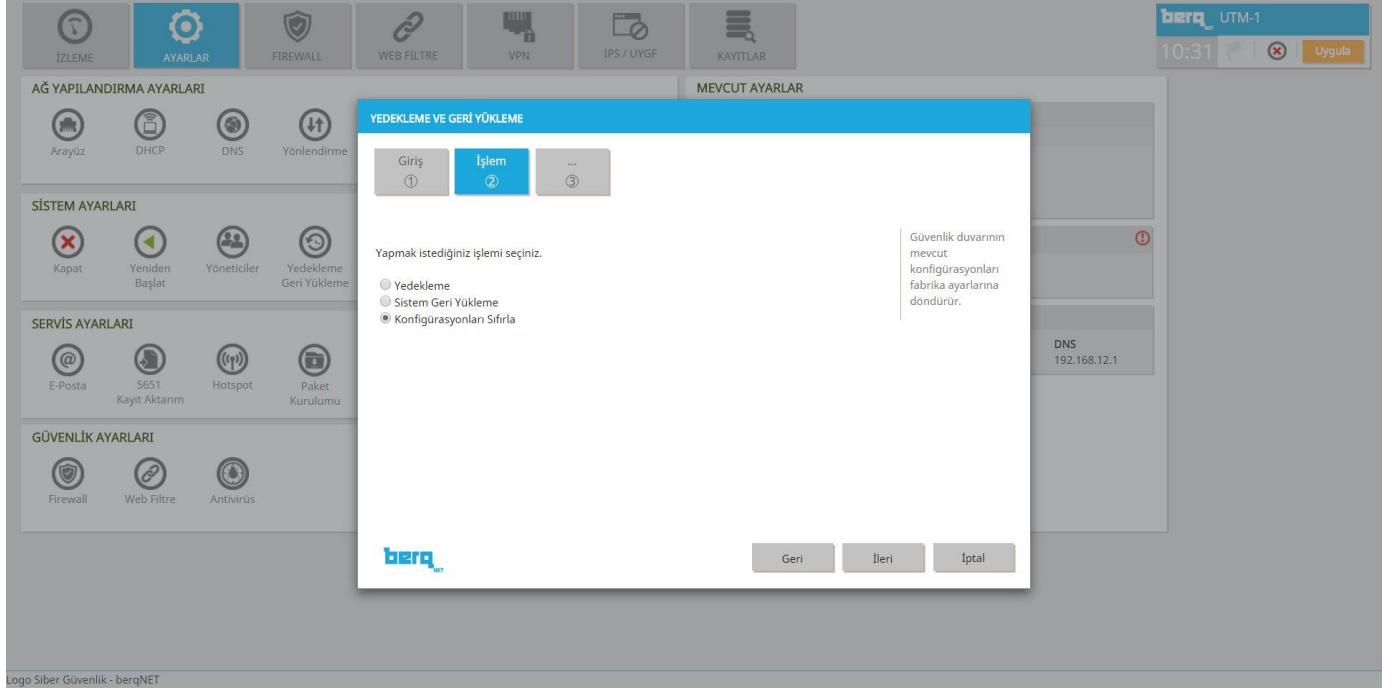 berq NET UTM-1
İZLEME AYARLAR FIREWALL WEB FİLTRE VPN IPS / UYGF KAYITLAR
10:31 Uygula
AĞ YAPILANDIRMA AYARLARI
MEVCUT AYARLAR
Arayüz DHCP DNS Yönlendirme
SİSTEM AYARLARI
Kapat Yeniden Başlat Yöneticiler Yedekleme Geri Yükleme
SERVİS AYARLARI
E-Posta 5651 Kayıt Aktarım Hotspot Paket Kurulumu
GÜVENLİK AYARLARI
Firewall Web Filtre Antivirüs
YEDEKLEME VE GERİ YÜKLEME
Giriş İşlem ...
① ② ③
Yapmak istediğiniz işlemi seçiniz.
Yedekleme
Sistem Geri Yükleme
Konfigürasyonları Sıfırla
Güvenlik duvarının
mevcut
konfigürasyonları
fabrika ayarlarına
döndürür.
DNS
192.168.12.1
berq NET
Geri İleri İptal
Logo Siber Güvenlik - berqNET